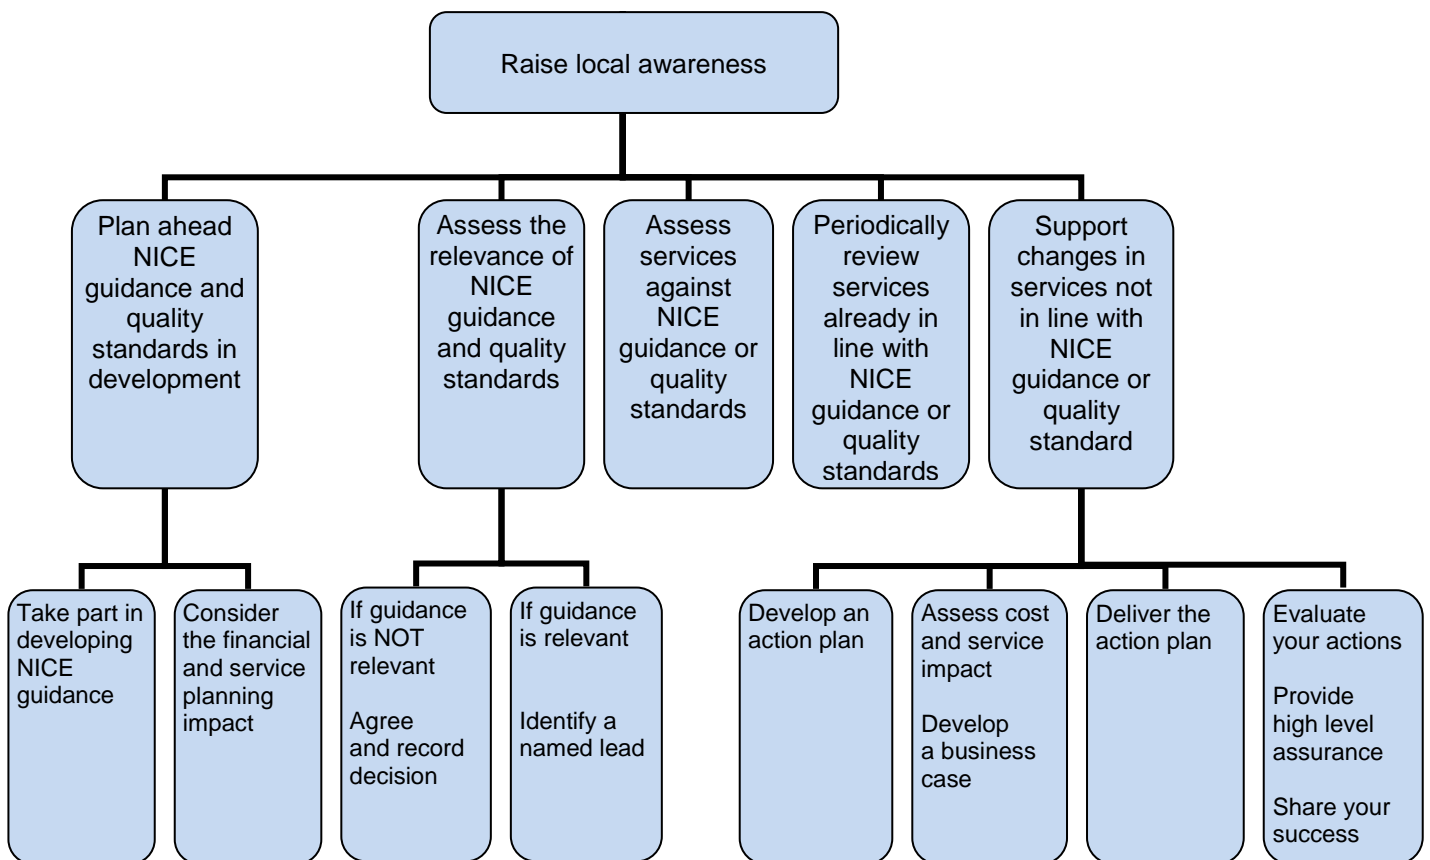 Raise local awareness
Plan ahead
NICE
guidance and
quality
standards in
development
Assess the
relevance of
NICE
guidance
and quality
standards
Assess
services
against
NICE
guidance or
quality
standards
Periodically
review
services
already in
line with
NICE
guidance or
quality
standards
Support
changes in
services not
in line with
NICE
guidance or
quality
standard
Take part in
developing
NICE
guidance
Consider
the financial
and service
planning
impact
If guidance
is NOT
relevant
Agree
and record
decision
If guidance
is relevant
Identify a
named lead
Develop an
action plan
Assess cost
and service
impact
Develop
a business
case
Deliver the
action plan
Evaluate
your actions
Provide
high level
assurance
Share your
success